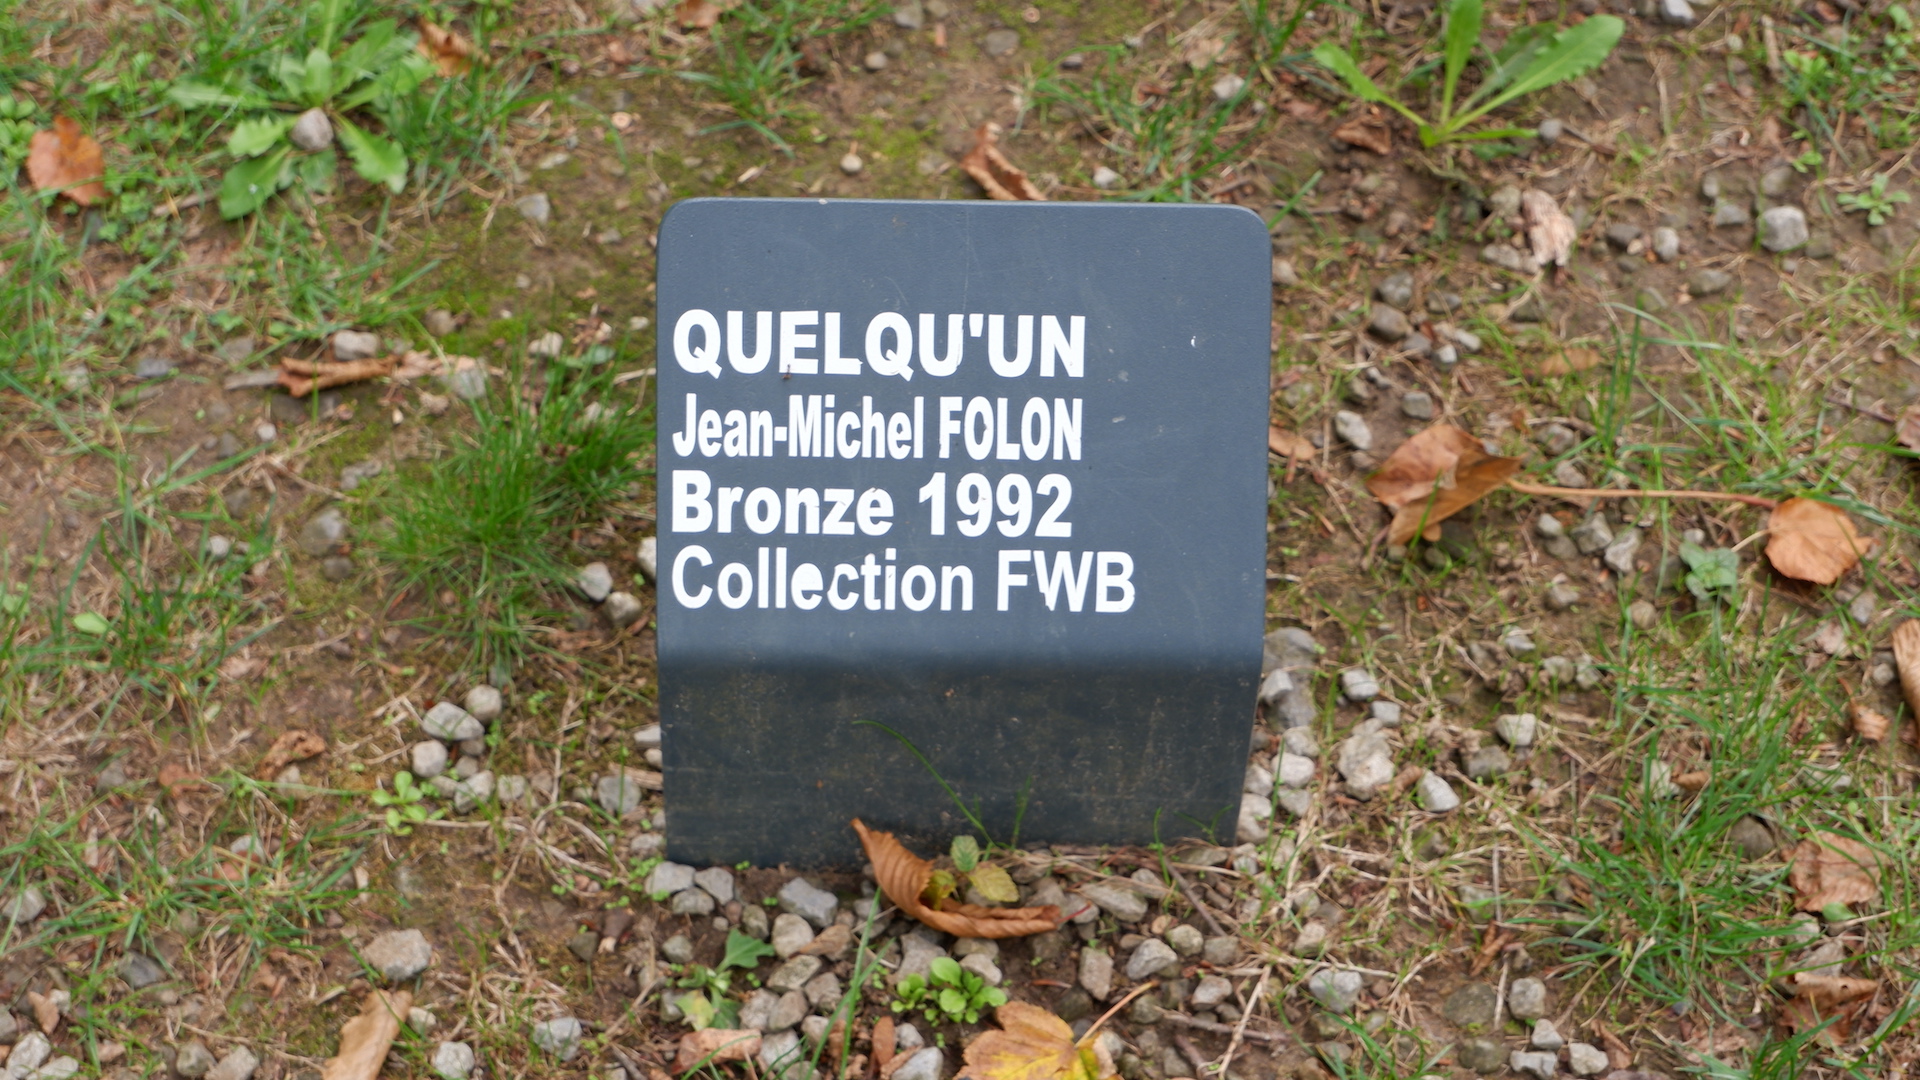 QUELQU'UN
Jean-Michel FOLON
Bronze 1992
Collection FWB